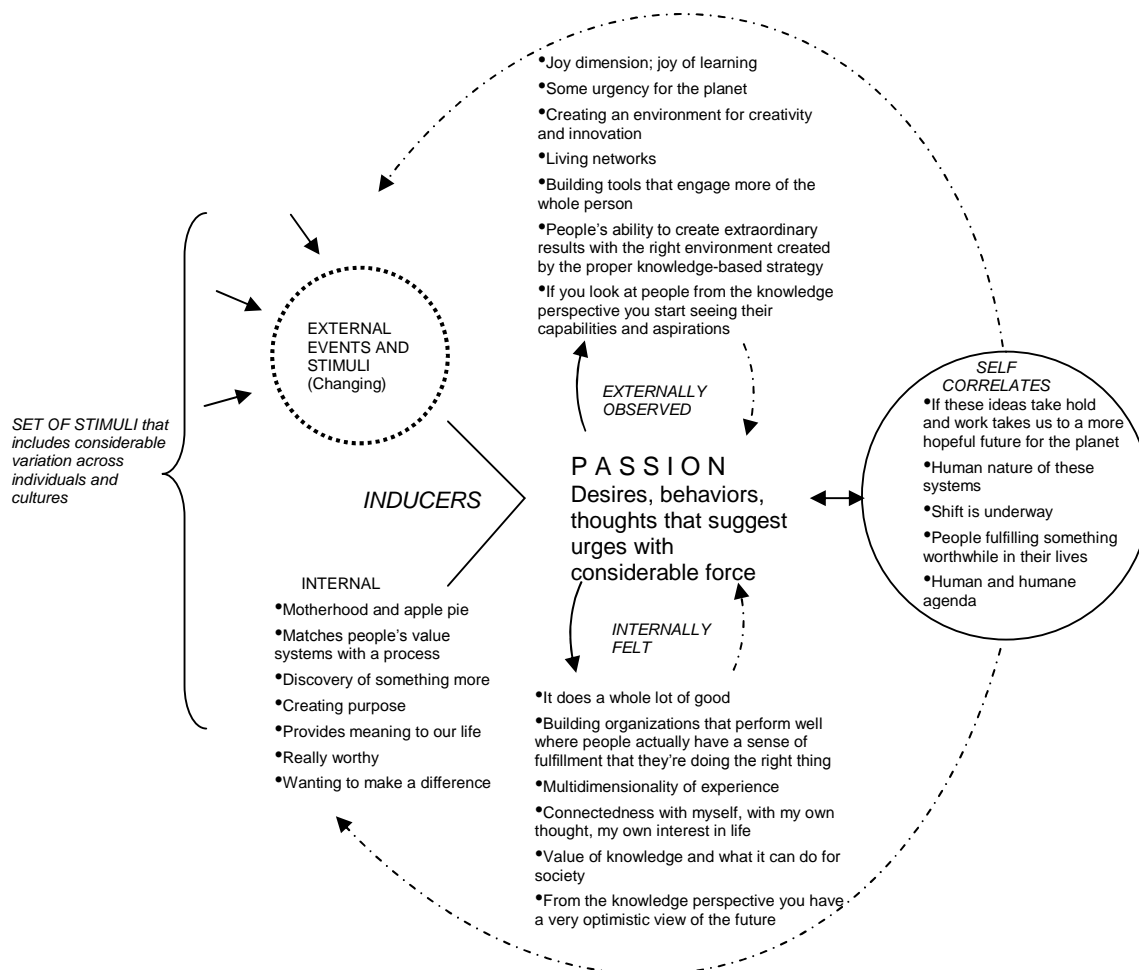 •Joy dimension; joy of learning
•Some urgency for the planet
•Creating an environment for creativity
and innovation
•Living networks
•Building tools that engage more of the
whole person
•People’s ability to create extraordinary
results with the right environment created
by the proper knowledge-based strategy
•If you look at people from the knowledge
perspective you start seeing their
capabilities and aspirations
EXTERNAL
EVENTS AND
STIMULI
(Changing)
SET OF STIMULI that
includes considerable
variation across
individuals and
cultures
INDUCERS
EXTERNALLY
OBSERVED
PASSION
Desires, behaviors,
thoughts that suggest
urges with
considerable force
INTERNALLY
FELT
SELF
CORRELATES
•If these ideas take hold
and work takes us to a more
hopeful future for the planet
•Human nature of these
systems
•Shift is underway
•People fulfilling something
worthwhile in their lives
•Human and humane
agenda
INTERNAL
•Motherhood and apple pie
•Matches people’s value
systems with a process
•Discovery of something more
•Creating purpose
•Provides meaning to our life
•Really worthy
•Wanting to make a difference
•It does a whole lot of good
•Building organizations that perform well
where people actually have a sense of
fulfillment that they’re doing the right thing
•Multidimensionality of experience
•Connectedness with myself, with my own
thought, my own interest in life
•Value of knowledge and what it can do for
society
•From the knowledge perspective you have
a very optimistic view of the future